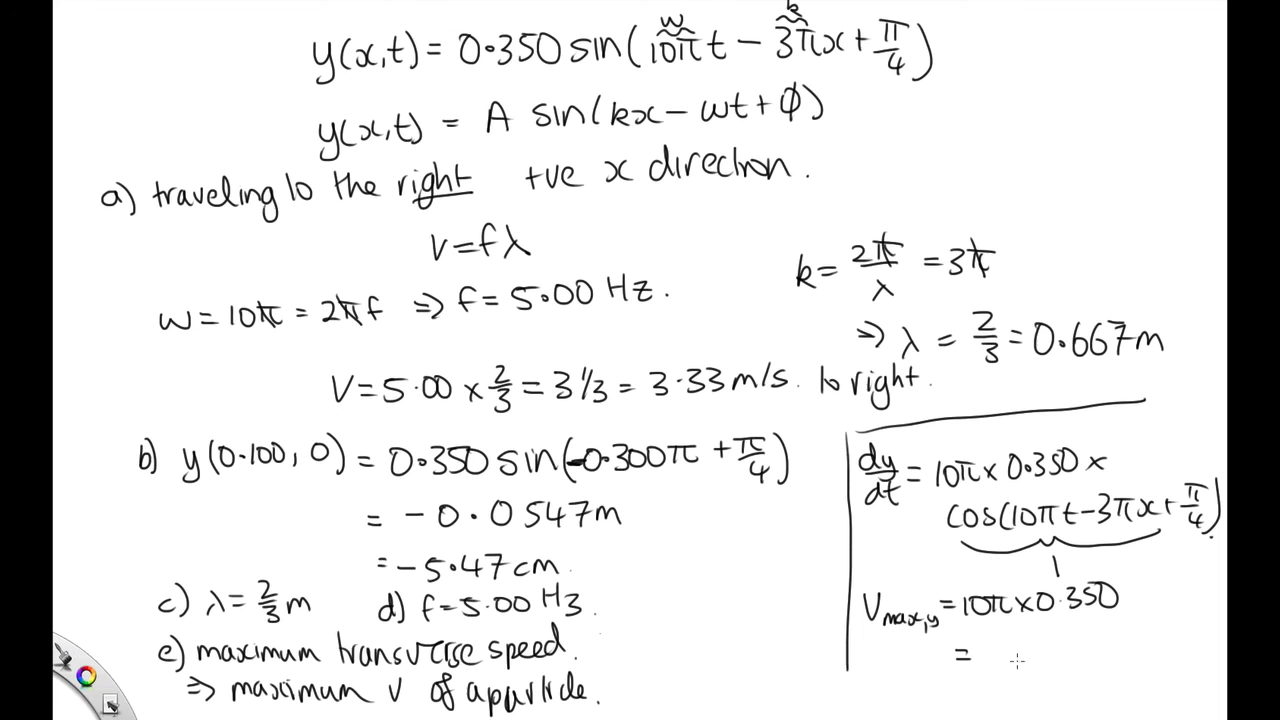 w k
y(x,t) = 0.350 sin(10πt − 3πx + π/4)
y(x,t) = A sin(kx − ωt + φ)
a) traveling to the right +ve x direction.
V = fλ
k = 2π/λ = 3π
ω = 10π = 2πf ⇒ f = 5.00 Hz.
⇒ λ = 2/3 = 0.667m
V = 5.00 × 2/3 = 3 1/3 = 3.33 m/s. to right.
b) y(0.100, 0) = 0.350 sin(−0.300π + π/4)
= −0.0547m
= −5.47cm.
c) λ = 2/3 m d) f = 5.00 Hz.
e) maximum transverse speed.
⇒ maximum v of a particle.
dy/dt = 10π × 0.350 ×
cos(10πt − 3πx + π/4).
1
Vmax,y = 10π × 0.350
=